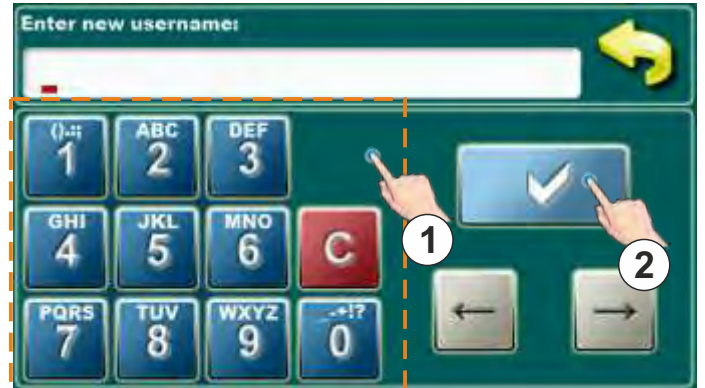 Enter new username:
().:;
1
ABC
2
DEF
3
GHI
4
JKL
5
MNO
6
C
1
2
PQRS
7
TUV
8
WXYZ
9
_-+!?
0